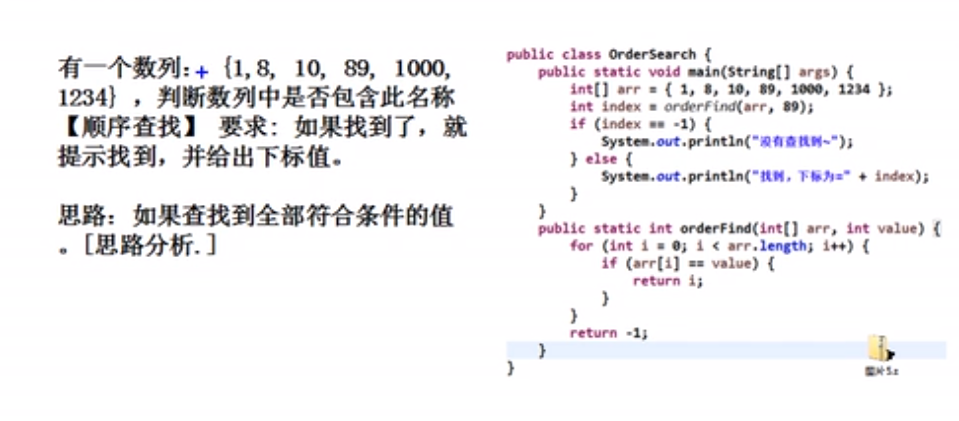 有一个数列：+ {1,8, 10, 89, 1000,
1234} ，判断数列中是否包含此名称
【顺序查找】 要求: 如果找到了，就
提示找到，并给出下标值。
思路：如果查找到全部符合条件的值
。[思路分析.]
public class OrderSearch {
public static void main(String[] args) {
int[] arr = { 1, 8, 10, 89, 1000, 1234 };
int index = orderFind(arr, 89);
if (index == -1) {
System.out.println("没有查找到~");
} else {
System.out.println("找到，下标为=" + index);
}
}
public static int orderFind(int[] arr, int value) {
for (int i = 0; i < arr.length; i++) {
if (arr[i] == value) {
return i;
}
}
return -1;
}
}